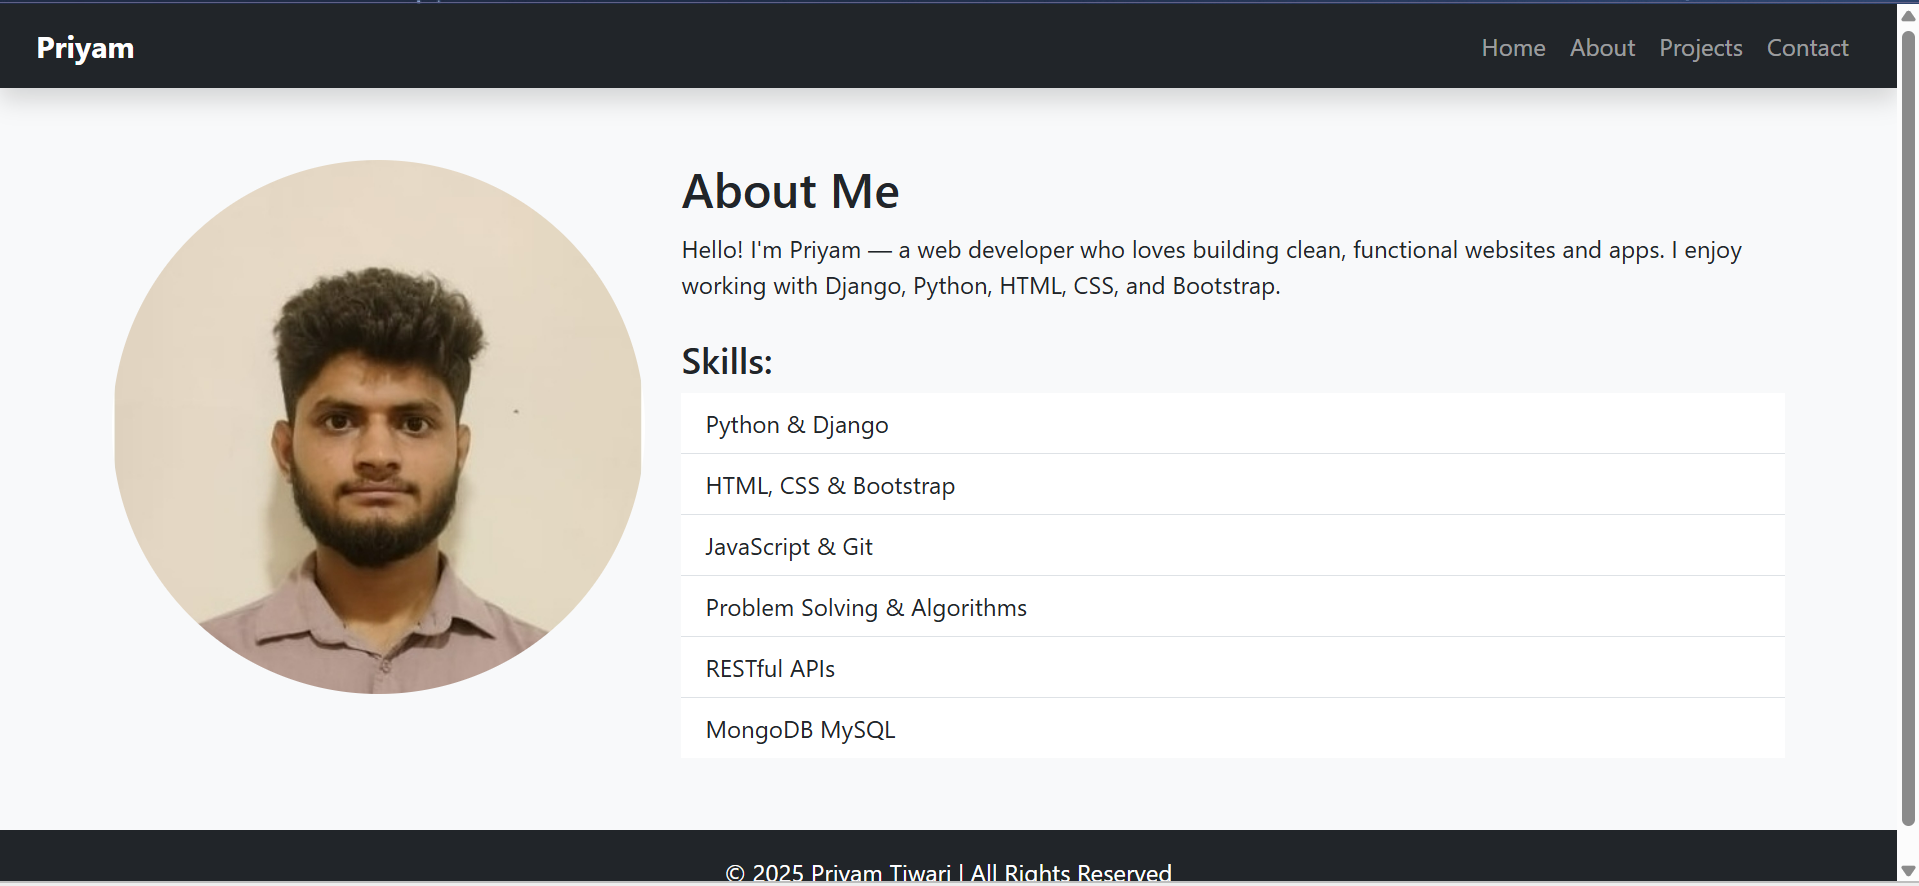 Priyam
Home About Projects Contact
About Me
Hello! I'm Priyam — a web developer who loves building clean, functional websites and apps. I enjoy
working with Django, Python, HTML, CSS, and Bootstrap.
Skills:
Python & Django
HTML, CSS & Bootstrap
JavaScript & Git
Problem Solving & Algorithms
RESTful APIs
MongoDB MySQL
© 2025 Priyam Tiwari | All Rights Reserved